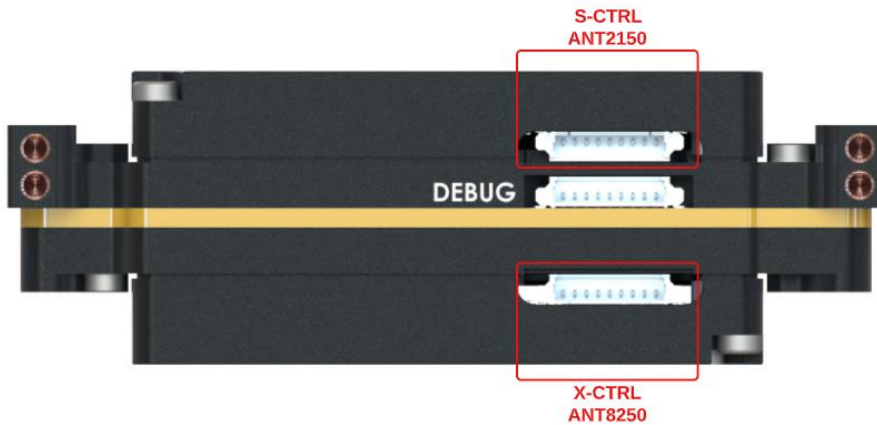 S-CTRL
ANT2150
DEBUG
X-CTRL
ANT8250